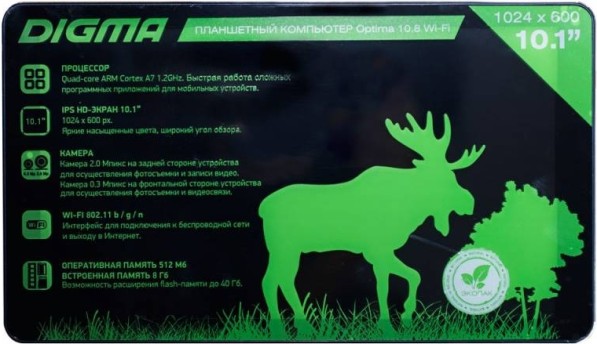 DIGMA
ПЛАНШЕТНЫЙ КОМПЬЮТЕР Optima 10.6 Wi-Fi
1024 x 600
10.1"
ПРОЦЕССОР
Quad-core ARM Cortex A7 1.2GHz. Быстрая работа сложных
программных приложений для мобильных устройств.
10.1"
IPS HD-ЭКРАН 10.1"
1024 x 600 px.
Яркие насыщенные цвета, широкий угол обзора.
КАМЕРА
Камера 2.0 Мпикс на задней стороне устройства
для осуществления фотосъемки и записи видео.
Камера 0.3 Мпикс на фронтальной стороне устройства
для осуществления фотосъемки и видеосвязи.
WI-FI 802.11 b / g / n
Интерфейс для подключения к беспроводной сети
и выходу в Интернет.
ОПЕРАТИВНАЯ ПАМЯТЬ 512 Мб
ВСТРОЕННАЯ ПАМЯТЬ 8 Гб
Возможность расширения flash-памяти до 40 Гб.
ЭКОПАК